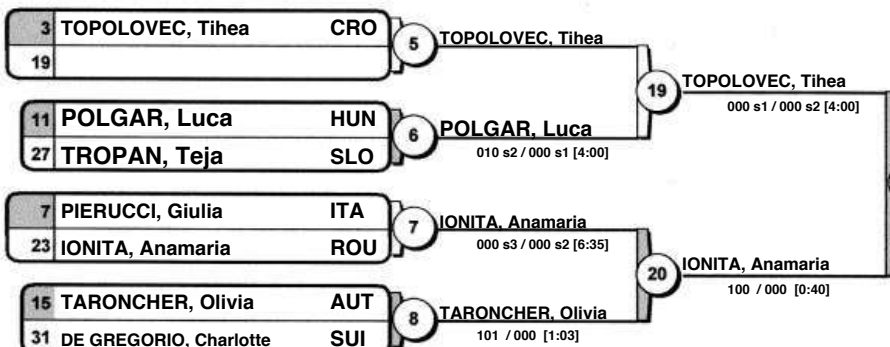 3 TOPOLOVEC, Tihea CRO
19
5
TOPOLOVEC, Tihea
11 POLGAR, Luca HUN
27 TROPAN, Teja SLO
6
POLGAR, Luca
010 s2 / 000 s1 [4:00]
19
TOPOLOVEC, Tihea
000 s1 / 000 s2 [4:00]
7 PIERUCCI, Giulia ITA
23 IONITA, Anamaria ROU
7
IONITA, Anamaria
000 s3 / 000 s2 [6:35]
15 TARONCHER, Olivia AUT
31 DE GREGORIO, Charlotte SUI
8
TARONCHER, Olivia
101 / 000 [1:03]
20
IONITA, Anamaria
100 / 000 [0:40]